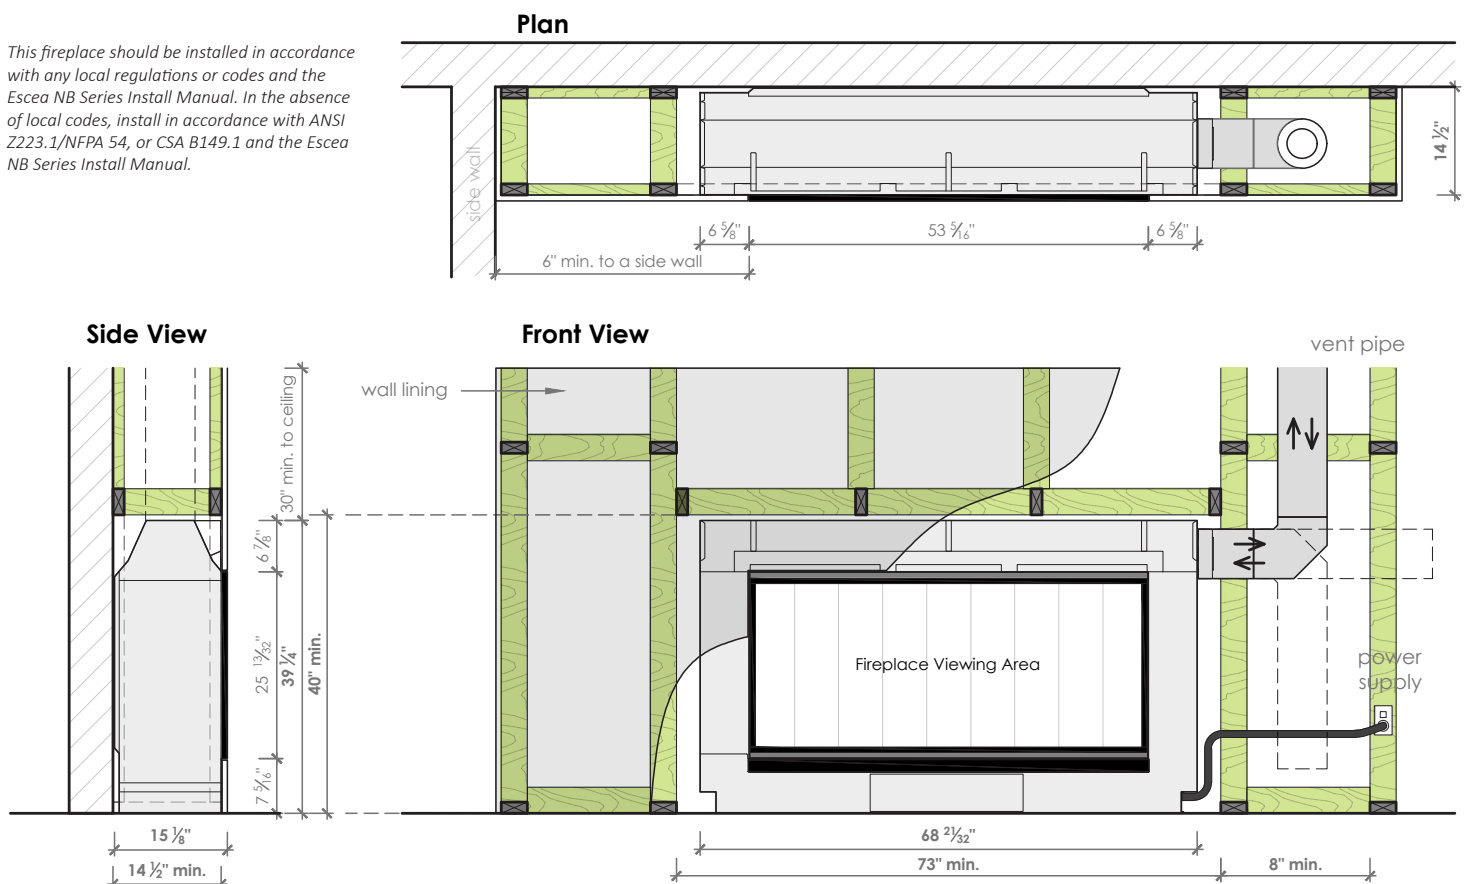 Plan
This fireplace should be installed in accordance
with any local regulations or codes and the
Escea NB Series Install Manual. In the absence
of local codes, install in accordance with ANSI
Z223.1/NFPA 54, or CSA B149.1 and the Escea
NB Series Install Manual.
side wall
14 ½"
6 ⅝"
53 5⁄16"
6 ⅝"
6" min. to a side wall
Side View
Front View
vent pipe
wall lining
30" min. to ceiling
6 ⅞"
25 13⁄32"
39 ¼"
40" min.
7 5⁄16"
Fireplace Viewing Area
power
supply
15 ⅛"
14 ½" min.
68 21⁄32"
73" min.
8" min.